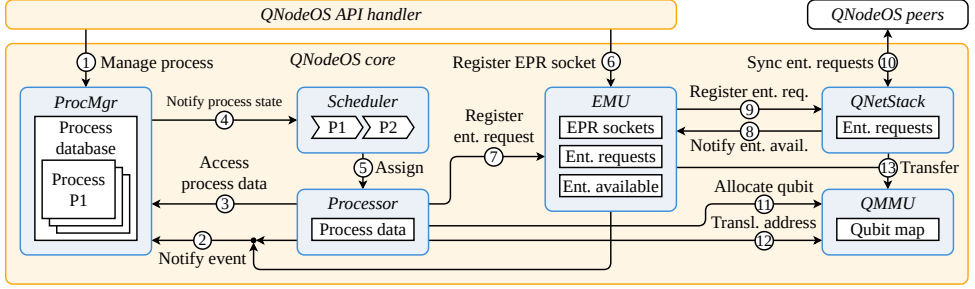 QNodeOS API handler
QNodeOS peers
QNodeOS core
1 Manage process
Register EPR socket 6
Sync ent. requests 10
ProcMgr
Process
database
Process
P1
Notify process state
4
Scheduler
P1 P2
5 Assign
Access
process data
3
2
Notify event
Processor
Process data
Register
ent. request
7
EMU
EPR sockets
Ent. requests
Ent. available
Register ent. req.
9
8
Notify ent. avail.
QNetStack
Ent. requests
13 Transfer
Allocate qubit
11
Transl. address
12
QMMU
Qubit map